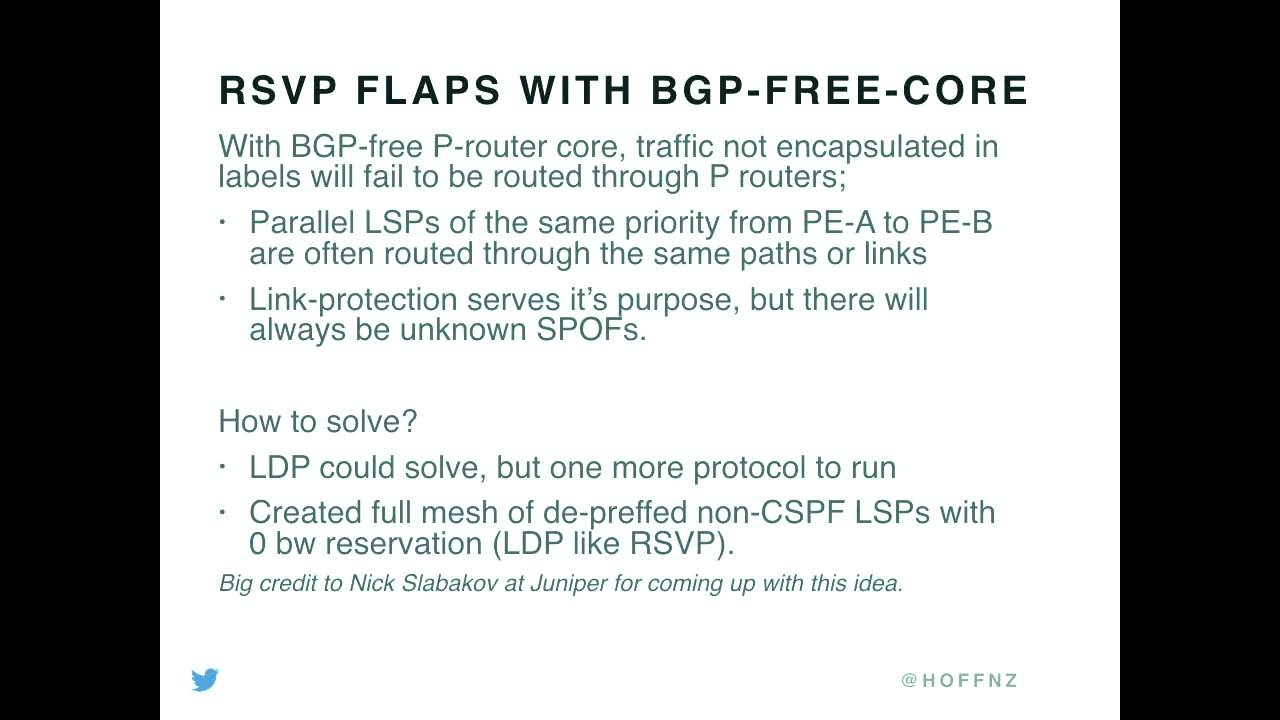 RSVP FLAPS WITH BGP-FREE-CORE
With BGP-free P-router core, traffic not encapsulated in
labels will fail to be routed through P routers;
· Parallel LSPs of the same priority from PE-A to PE-B
are often routed through the same paths or links
· Link-protection serves it’s purpose, but there will
always be unknown SPOFs.
How to solve?
· LDP could solve, but one more protocol to run
· Created full mesh of de-preffed non-CSPF LSPs with
0 bw reservation (LDP like RSVP).
Big credit to Nick Slabakov at Juniper for coming up with this idea.
@HOFFNZ